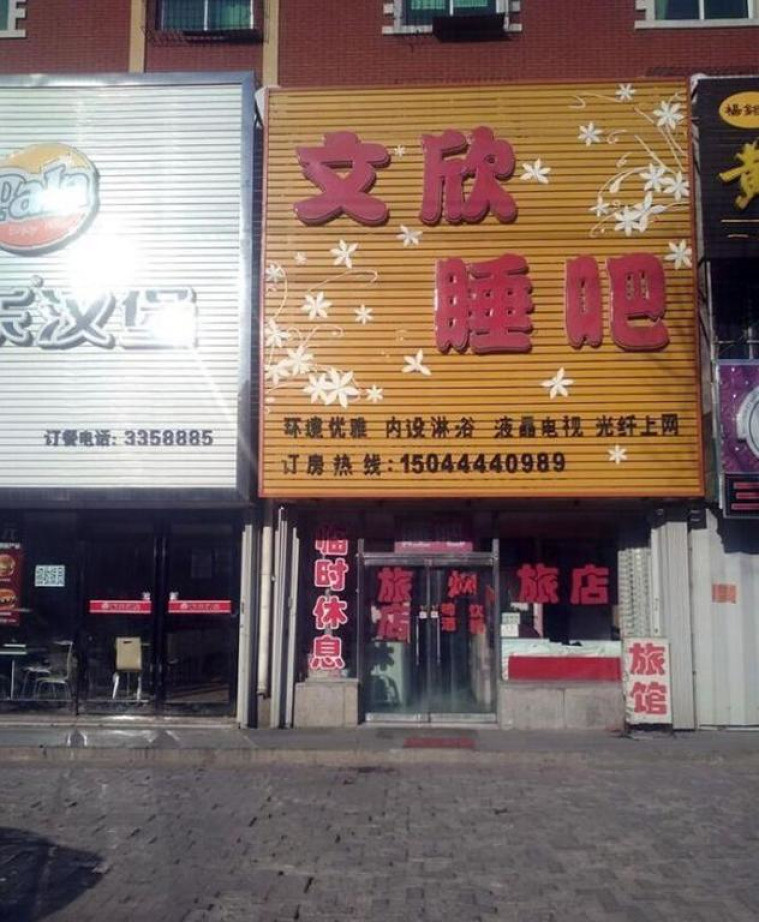 文欣
睡吧
环境优雅 内设淋浴 液晶电视 光纤上网
订房热线:15044440989
汉堡
订餐电话: 3358885
临时休息
旅店
旅店
旅馆